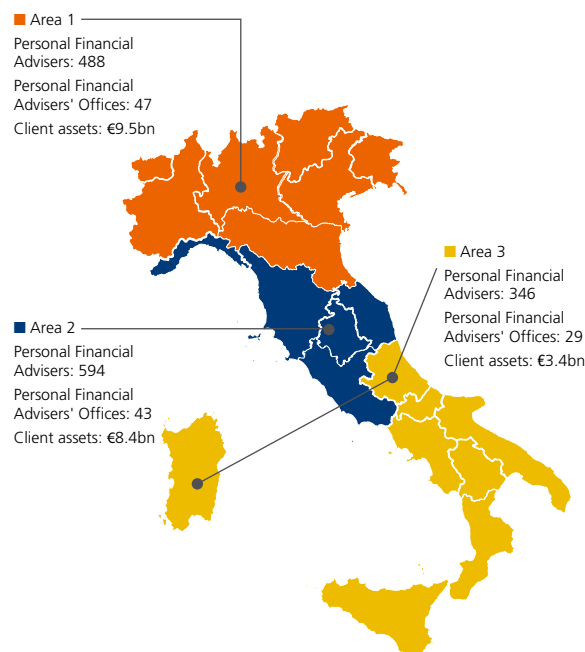 Area 1
Personal Financial
Advisers: 488
Personal Financial
Advisers' Offices: 47
Client assets: €9.5bn
Area 3
Personal Financial
Advisers: 346
Personal Financial
Advisers' Offices: 29
Client assets: €3.4bn
Area 2
Personal Financial
Advisers: 594
Personal Financial
Advisers' Offices: 43
Client assets: €8.4bn